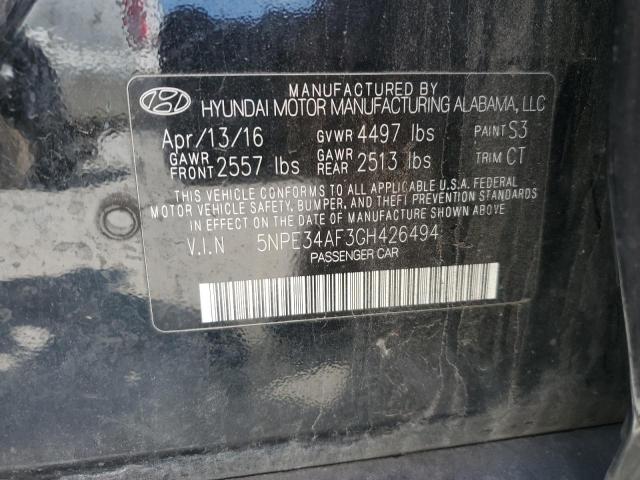 MANUFACTURED BY
HYUNDAI MOTOR MANUFACTURING ALABAMA, LLC
Apr/13/16 GVWR 4497 lbs PAINT S3
GAWR FRONT 2557 lbs GAWR REAR 2513 lbs TRIM CT
THIS VEHICLE CONFORMS TO ALL APPLICABLE U.S.A. FEDERAL
MOTOR VEHICLE SAFETY, BUMPER, AND THEFT PREVENTION
STANDARDS IN EFFECT ON THE DATE OF MANUFACTURE SHOWN ABOVE.
V.I.N 5NPE34AF3GH426494
PASSENGER CAR